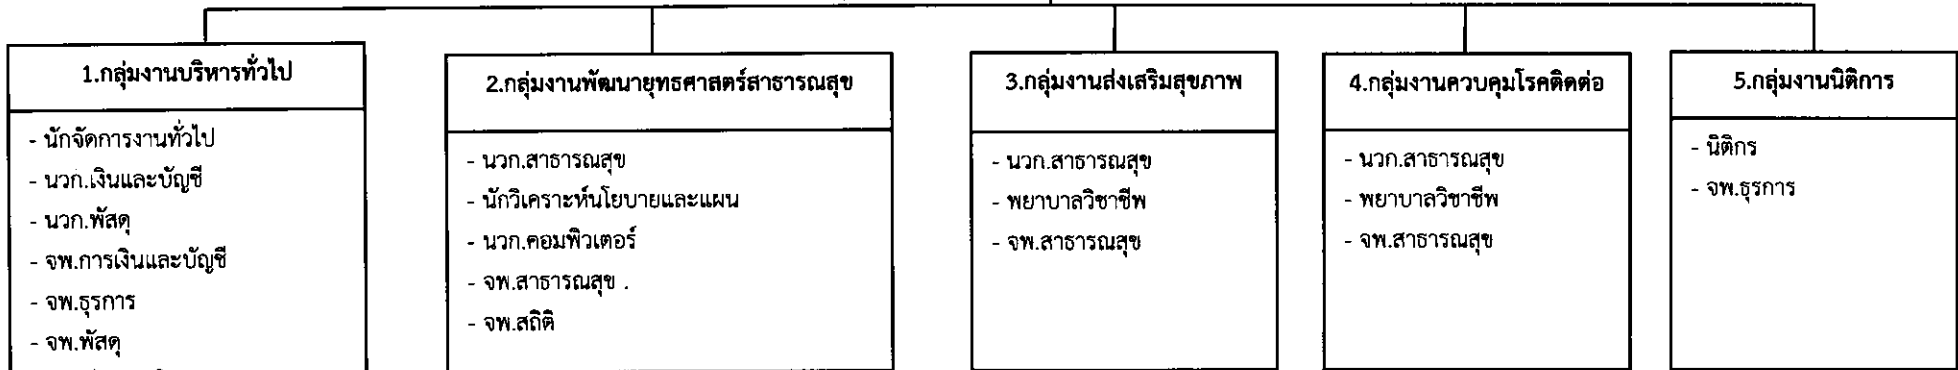 1.กลุ่มงานบริหารทั่วไป
- นักจัดการงานทั่วไป
- นวก.เงินและบัญชี
- นวก.พัสดุ
- จพ.การเงินและบัญชี
- จพ.ธุรการ
- จพ.พัสดุ
2.กลุ่มงานพัฒนายุทธศาสตร์สาธารณสุข
- นวก.สาธารณสุข
- นักวิเคราะห์นโยบายและแผน
- นวก.คอมพิวเตอร์
- จพ.สาธารณสุข .
- จพ.สถิติ
3.กลุ่มงานส่งเสริมสุขภาพ
- นวก.สาธารณสุข
- พยาบาลวิชาชีพ
- จพ.สาธารณสุข
4.กลุ่มงานควบคุมโรคติดต่อ
- นวก.สาธารณสุข
- พยาบาลวิชาชีพ
- จพ.สาธารณสุข
5.กลุ่มงานนิติการ
- นิติกร
- จพ.ธุรการ